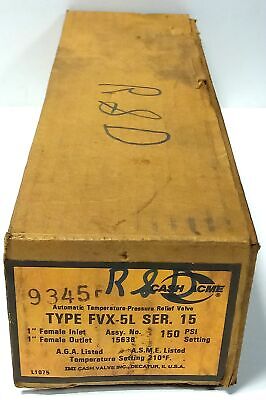 R&D
9345
R & D
CASH ACME
Automatic Temperature-Pressure Relief Valve
TYPE FVX-5L SER. 15
1" Female Inlet Assy. No. 150 PSI
1" Female Outlet 15638 Setting
A.G.A. Listed A.S.M.E. Listed
Temperature Setting 210°F.
L1075 IMI CASH VALVE INC., DECATUR, IL U.S.A.